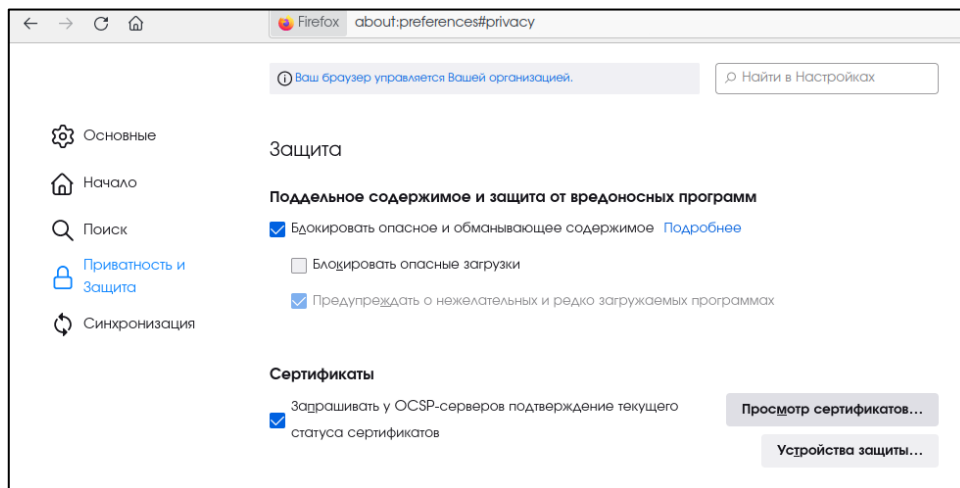 Firefox about:preferences#privacy
Ваш браузер управляется Вашей организацией.
Найти в Настройках
Основные
Начало
Поиск
Приватность и
Защита
Синхронизация
Защита
Поддельное содержимое и защита от вредоносных программ
Блокировать опасное и обманывающее содержимое Подробнее
Блокировать опасные загрузки
Предупреждать о нежелательных и редко загружаемых программах
Сертификаты
Запрашивать у OCSP-серверов подтверждение текущего
статуса сертификатов
Просмотр сертификатов...
Устройства защиты...